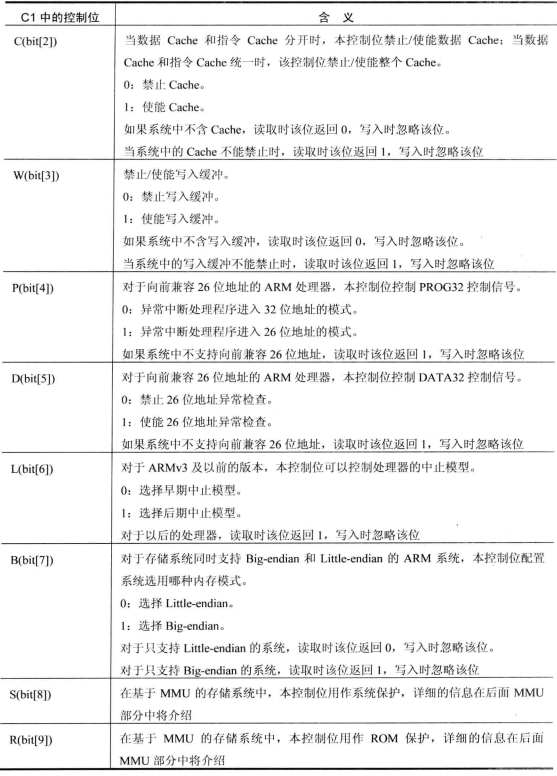 C1 中的控制位 含 义
C(bit[2]) 当数据 Cache 和指令 Cache 分开时，本控制位禁止/使能数据 Cache；当数据
Cache 和指令 Cache 统一时，该控制位禁止/使能整个 Cache。
0：禁止 Cache。
1：使能 Cache。
如果系统中不含 Cache，读取时该位返回 0，写入时忽略该位。
当系统中的 Cache 不能禁止时，读取时该位返回 1，写入时忽略该位
W(bit[3]) 禁止/使能写入缓冲。
0：禁止写入缓冲。
1：使能写入缓冲。
如果系统中不含写入缓冲，读取时该位返回 0，写入时忽略该位。
当系统中的写入缓冲不能禁止时，读取时该位返回 1，写入时忽略该位
P(bit[4]) 对于向前兼容 26 位地址的 ARM 处理器，本控制位控制 PROG32 控制信号。
0：异常中断处理程序进入 32 位地址的模式。
1：异常中断处理程序进入 26 位地址的模式。
如果系统中不支持向前兼容 26 位地址，读取时该位返回 1，写入时忽略该位
D(bit[5]) 对于向前兼容 26 位地址的 ARM 处理器，本控制位控制 DATA32 控制信号。
0：禁止 26 位地址异常检查。
1：使能 26 位地址异常检查。
如果系统中不支持向前兼容 26 位地址，读取时该位返回 1，写入时忽略该位
L(bit[6]) 对于 ARMv3 及以前的版本，本控制位可以控制处理器的中止模型。
0：选择早期中止模型。
1：选择后期中止模型。
对于以后的处理器，读取时该位返回 1，写入时忽略该位
B(bit[7]) 对于存储系统同时支持 Big-endian 和 Little-endian 的 ARM 系统，本控制位配置
系统选用哪种内存模式。
0：选择 Little-endian。
1：选择 Big-endian。
对于只支持 Little-endian 的系统，读取时该位返回 0，写入时忽略该位。
对于只支持 Big-endian 的系统，读取时该位返回 1，写入时忽略该位
S(bit[8]) 在基于 MMU 的存储系统中，本控制位用作系统保护，详细的信息在后面 MMU
部分中将介绍
R(bit[9]) 在基于 MMU 的存储系统中，本控制位用作 ROM 保护，详细的信息在后面
MMU 部分中将介绍